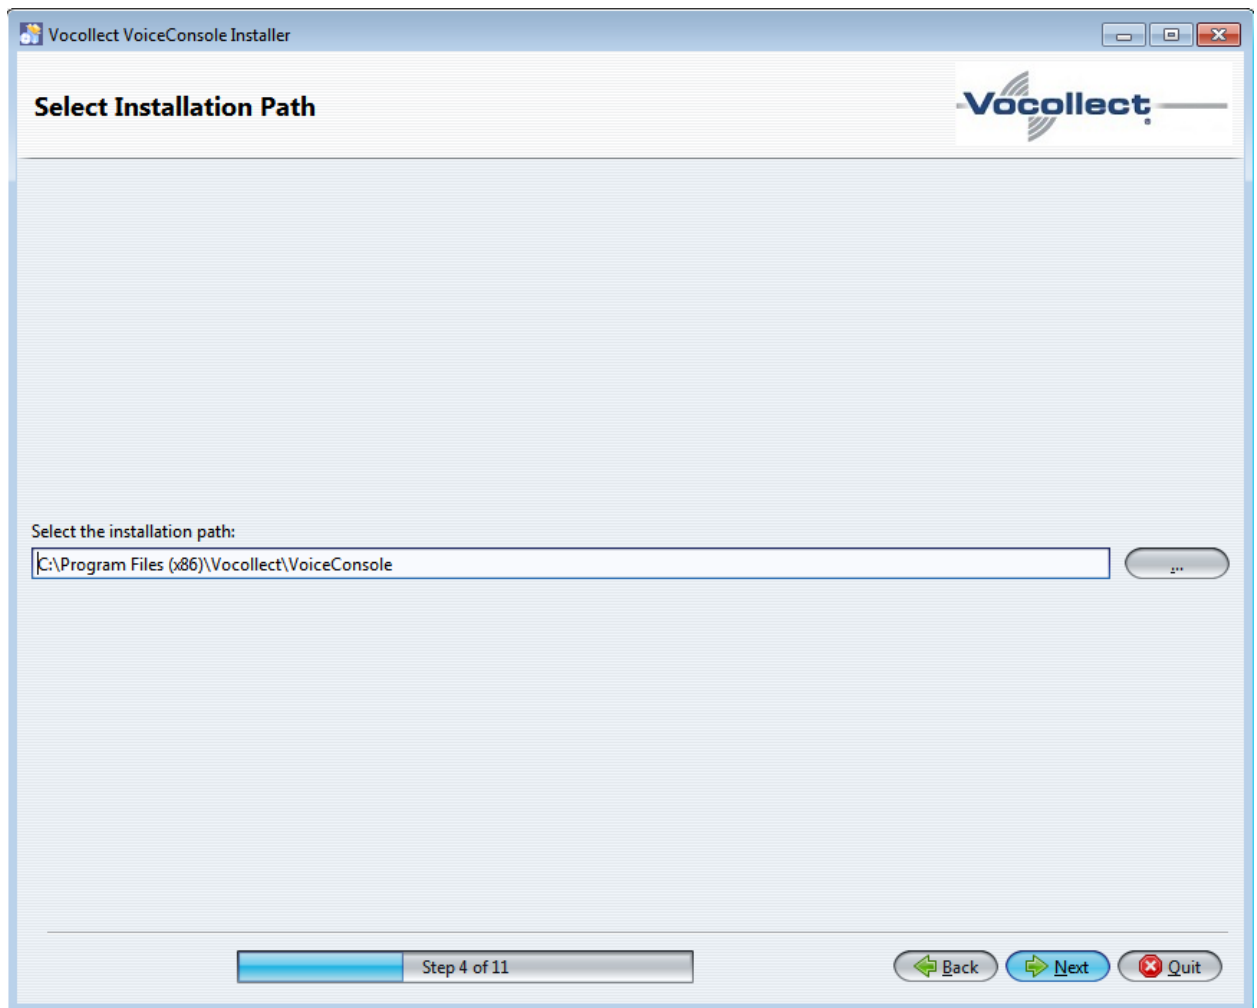 Vocollect VoiceConsole Installer
Select Installation Path
Vocollect
Select the installation path:
C:\Program Files (x86)\Vocollect\VoiceConsole
...
Step 4 of 11
Back
Next
Quit